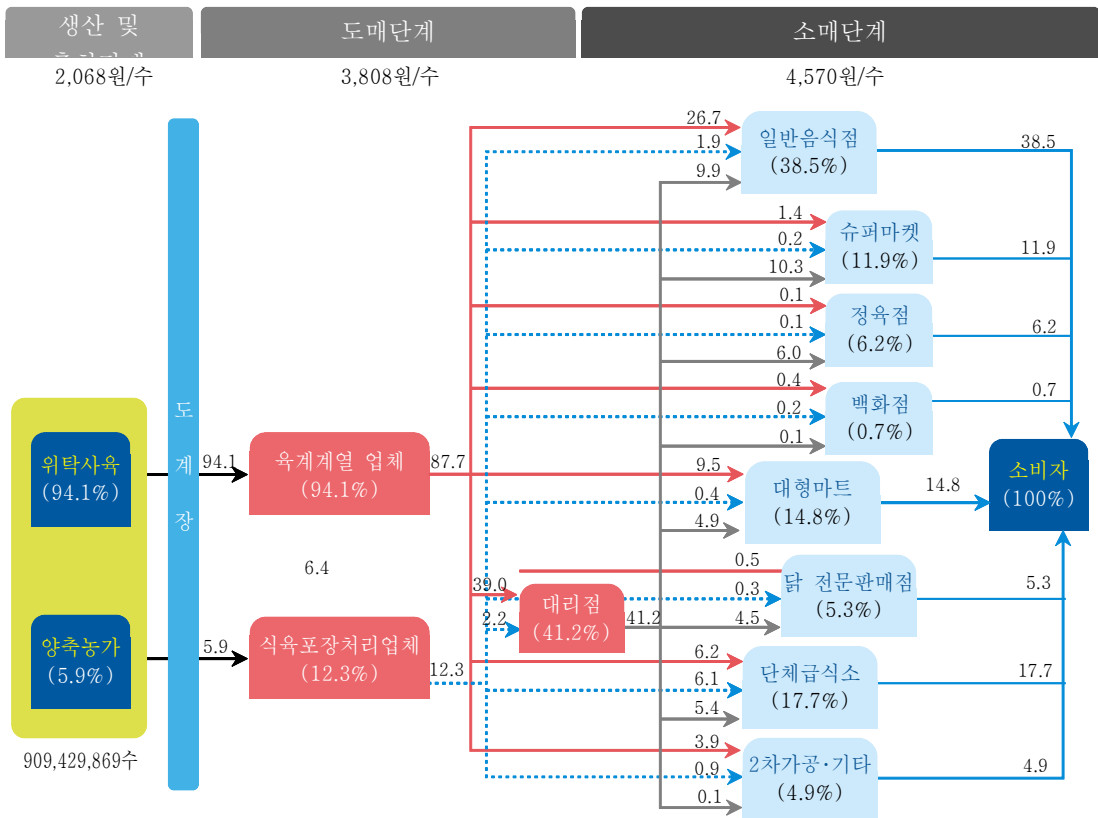 생산 및
도매단계
소매단계
2,068원/수
3,808원/수
4,570원/수
26.7
1.9
9.9
일반음식점
(38.5%)
38.5
1.4
0.2
10.3
슈퍼마켓
(11.9%)
11.9
0.1
0.1
6.0
정육점
(6.2%)
6.2
0.4
0.2
0.1
백화점
(0.7%)
0.7
도
계
장
위탁사육
(94.1%)
94.1
육계계열 업체
(94.1%)
87.7
9.5
0.4
4.9
대형마트
(14.8%)
14.8
소비자
(100%)
6.4
39.0
2.2
대리점
(41.2%)
41.2
0.5
0.3
4.5
닭 전문판매점
(5.3%)
5.3
양축농가
(5.9%)
5.9
식육포장처리업체
(12.3%)
12.3
6.2
6.1
5.4
단체급식소
(17.7%)
17.7
909,429,869수
3.9
0.9
0.1
2차가공·기타
(4.9%)
4.9